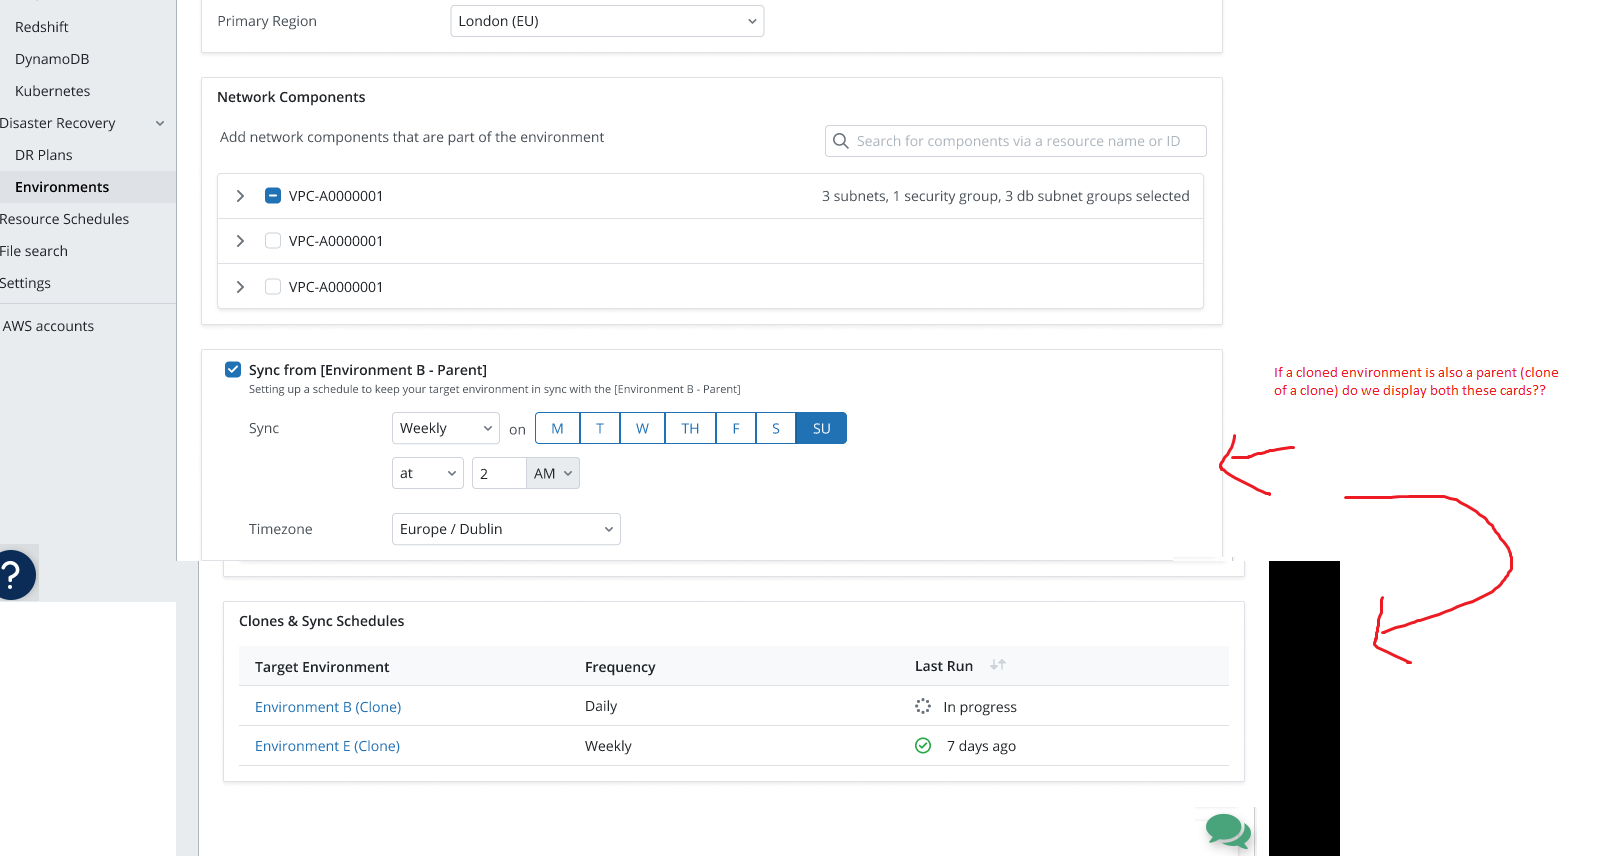 Redshift
DynamoDB
Kubernetes
Disaster Recovery
DR Plans
Environments
Resource Schedules
File search
Settings
AWS accounts
?
Primary Region London (EU)
Network Components
Add network components that are part of the environment
Search for components via a resource name or ID
VPC-A0000001 3 subnets, 1 security group, 3 db subnet groups selected
VPC-A0000001
VPC-A0000001
Sync from [Environment B - Parent]
Setting up a schedule to keep your target environment in sync with the [Environment B - Parent]
Sync Weekly on M T W TH F S SU
at 2 AM
Timezone Europe / Dublin
If a cloned environment is also a parent (clone
of a clone) do we display both these cards??
Clones & Sync Schedules
Target Environment Frequency Last Run
Environment B (Clone) Daily In progress
Environment E (Clone) Weekly 7 days ago